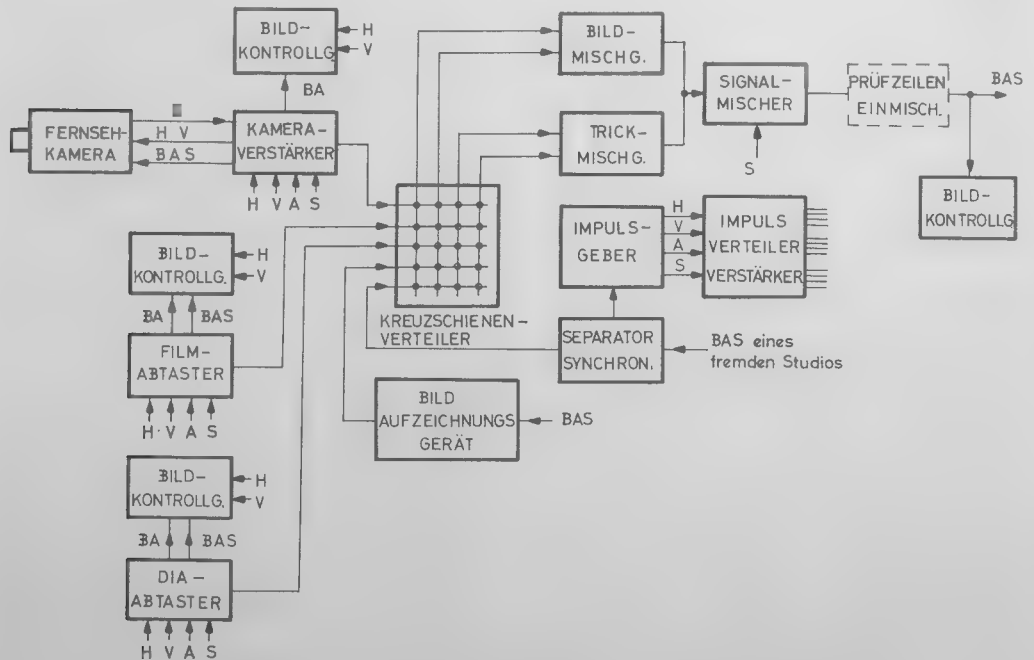 BILD-
KONTROLLG.
H
V
BA
FERNSEH-
KAMERA
H V
BAS
KAMERA-
VERSTÄRKER
H V A S
BILD-
MISCHG.
TRICK-
MISCHG.
SIGNAL-
MISCHER
S
PRÜFZEILEN
EINMISCH.
BAS
BILD-
KONTROLLG
KREUZSCHIENEN-
VERTEILER
IMPULS-
GEBER
H
V
A
S
IMPULS
VERTEILER
VERSTÄRKER
SEPARATOR
SYNCHRON.
BAS eines
fremden Studios
BILD-
KONTROLLG.
H
V
BA
BAS
FILM-
ABTASTER
H V A S
BILD
AUFZEICHNUNGS
GERÄT
BAS
BILD-
KONTROLLG.
H
V
BA
BAS
DIA-
ABTASTER
H V A S